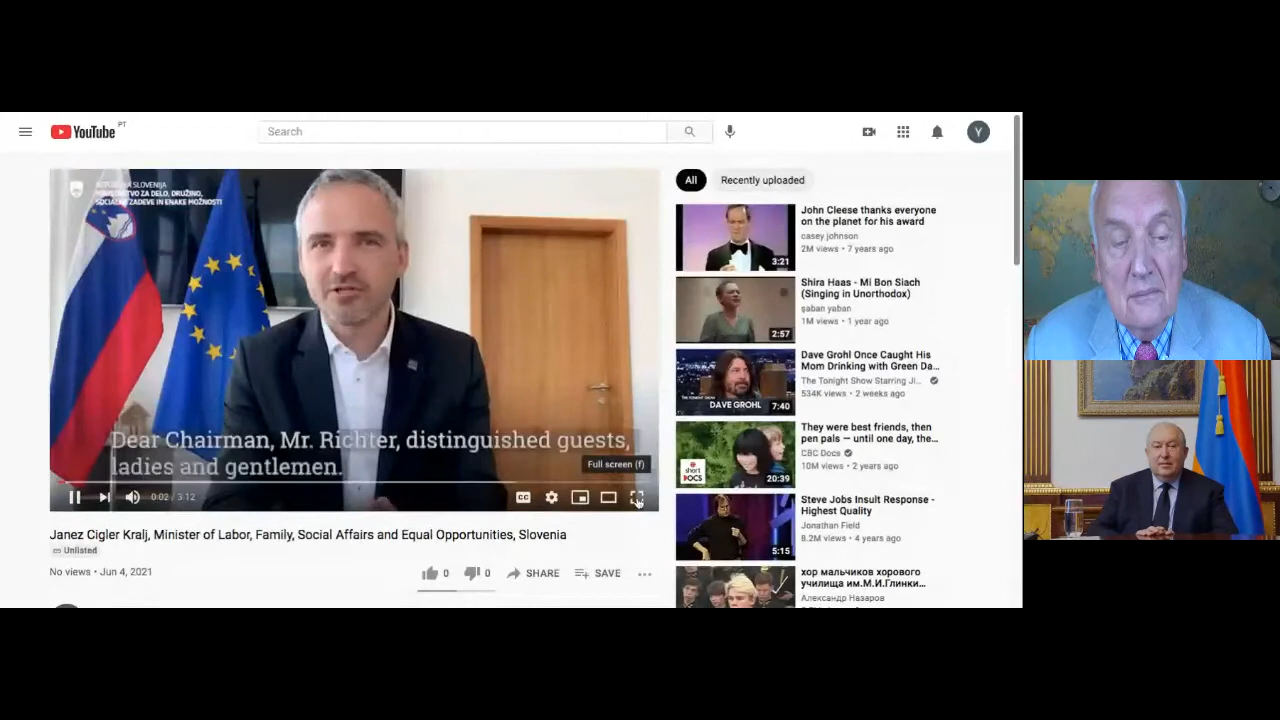 YouTube
PT
Search
Y
REPUBLIKA SLOVENIJA
MINISTRSTVO ZA DELO, DRUŽINO,
SOCIALNE ZADEVE IN ENAKE MOŽNOSTI
Dear Chairman, Mr. Richter, distinguished guests,
ladies and gentlemen.
Full screen (f)
0:02 / 3:12
CC
Janez Cigler Kralj, Minister of Labor, Family, Social Affairs and Equal Opportunities, Slovenia
Unlisted
No views • Jun 4, 2021
0
0
SHARE
SAVE
All
Recently uploaded
3:21
John Cleese thanks everyone
on the planet for his award
casey johnson
2M views • 7 years ago
2:57
Shira Haas - Mi Bon Siach
(Singing in Unorthodox)
şaban yaban
1M views • 1 year ago
THE TONIGHT SHOW
DAVE GROHL
7:40
Dave Grohl Once Caught His
Mom Drinking with Green Da...
The Tonight Show Starring Ji...
534K views • 2 weeks ago
short
DOCS
20:39
They were best friends, then
pen pals — until one day, the...
CBC Docs
10M views • 2 years ago
5:15
Steve Jobs Insult Response -
Highest Quality
Jonathan Field
8.2M views • 4 years ago
хор мальчиков хорового
училища им.М.И.Глинки...
Александр Назаров